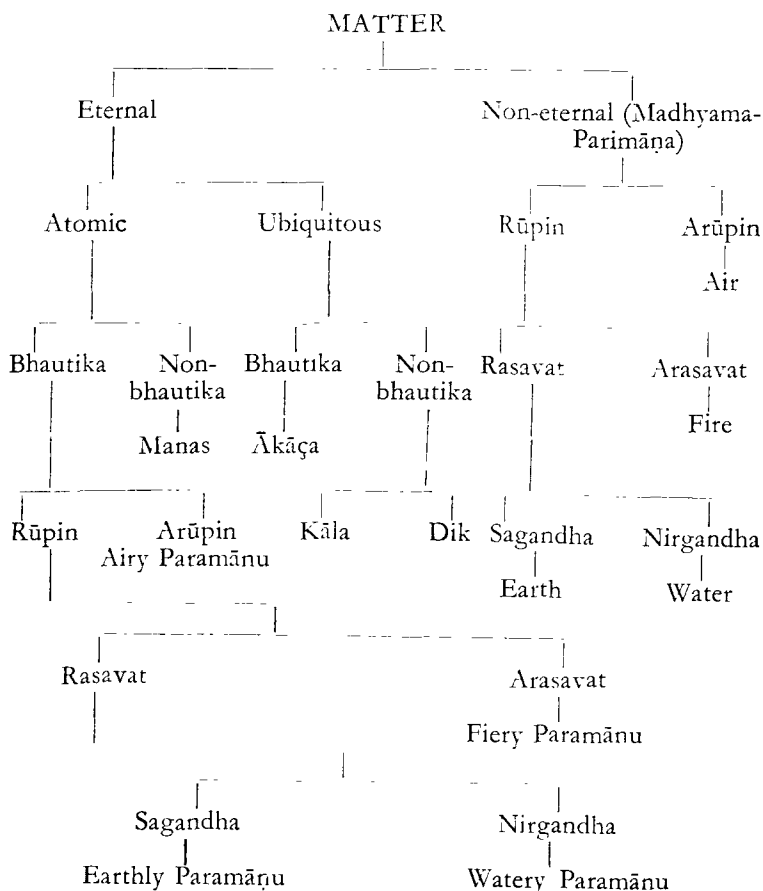 MATTER
Eternal
Non-eternal (Madhyama-
Parimāṇa)
Atomic
Ubiquitous
Rūpin
Arūpin
Air
Bhautika
Non-
bhautika
Bhautika
Non-
bhautika
Rasavat
Arasavat
Manas
Ākāça
Fire
Rūpin
Arūpin
Airy Paramānu
Kāla
Dik
Sagandha
Nirgandha
Earth
Water
Rasavat
Arasavat
Fiery Paramānu
Sagandha
Nirgandha
Earthly Paramāṇu
Watery Paramānu